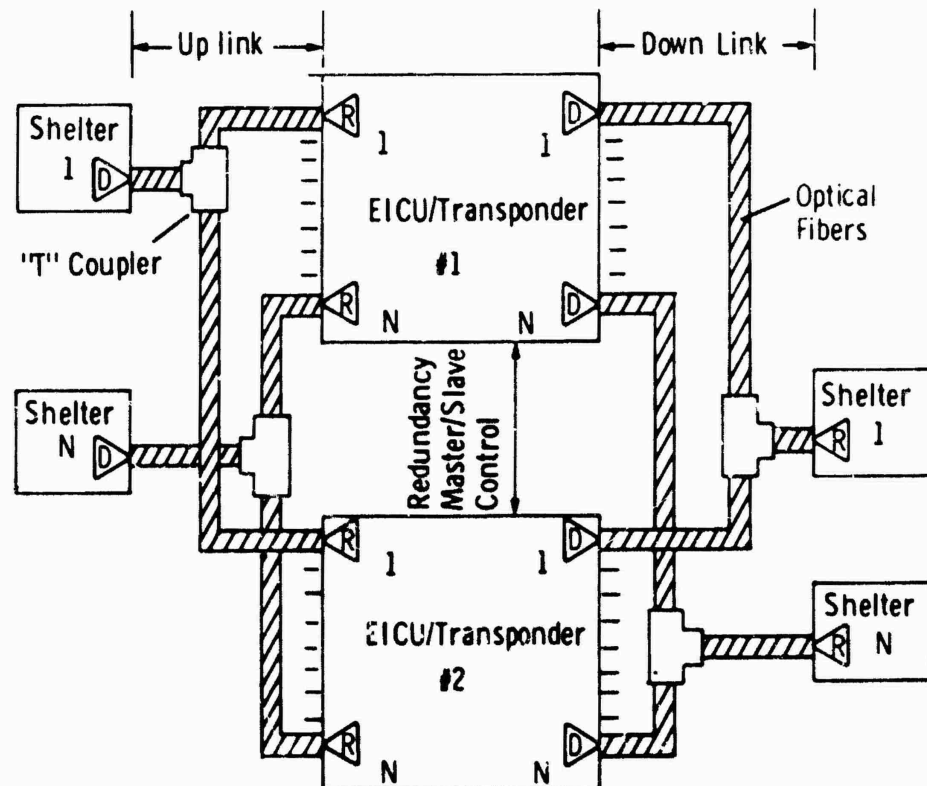 Up link
Down Link
Shelter
1
D
"T" Coupler
R
1
D
1
EICU/Transponder
#1
R
N
N
D
Optical
Fibers
Shelter
N
D
Redundancy
Master/Slave
Control
Shelter
1
R
R
1
D
1
EICU/Transponder
#2
R
N
N
D
Shelter
N
R